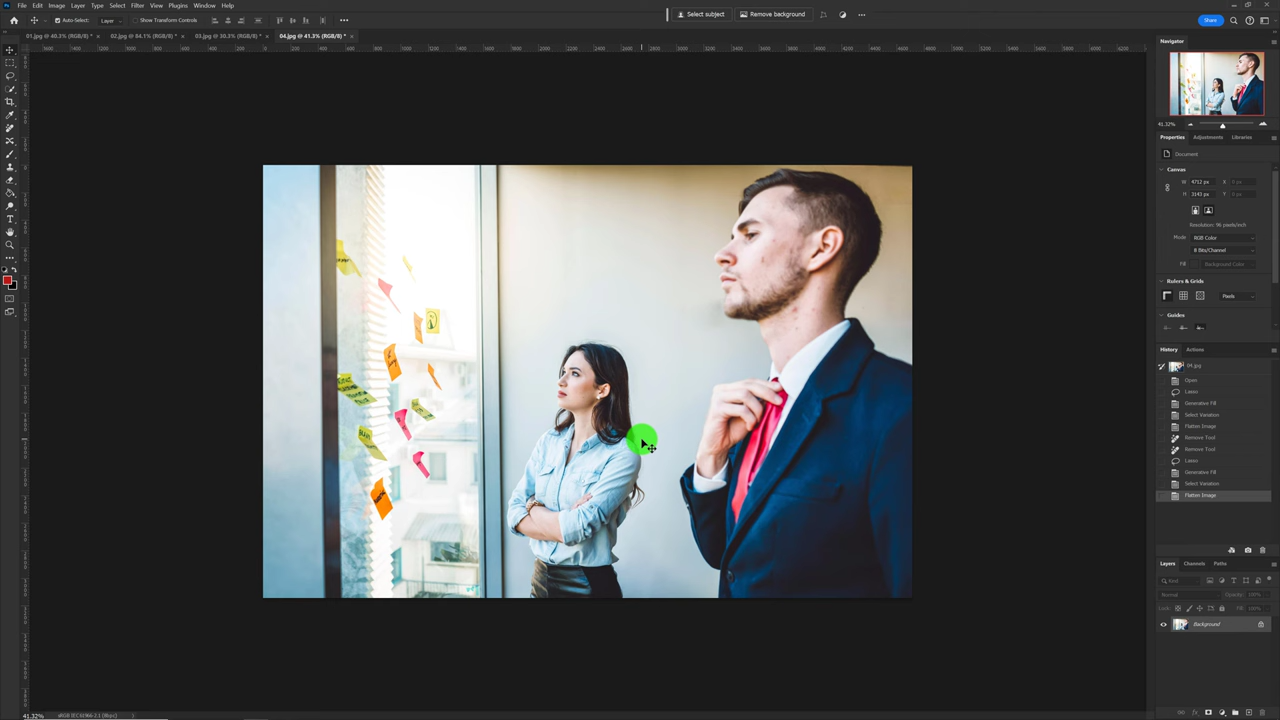 File Edit Image Layer Type Select Filter Plugins View Window Help
Auto-Select: Layer Show Transform Controls
Select subject Remove background
Share
01.jpg @ 40.3% (RGB/8) * 02.jpg @ 84.1% (RGB/8) * 03.jpg @ 30.3% (RGB/8) * 04.jpg @ 41.3% (RGB/8) *
Navigator
41.32%
Properties Adjustments Libraries
Document
Canvas
W 4712 px X 0 px
H 3143 px Y 0 px
Resolution: 96 pixels/inch
Mode RGB Color
8 Bits/Channel
Fill Background Color
Rulers & Grids
Pixels
Guides
History Actions
04.jpg
Open
Lasso
Generative Fill
Select Variation
Flatten Image
Remove Tool
Remove Tool
Lasso
Generative Fill
Select Variation
Flatten Image
Layers Channels Paths
Kind
Normal Opacity: 100%
Lock: Fill: 100%
Background
41.32%